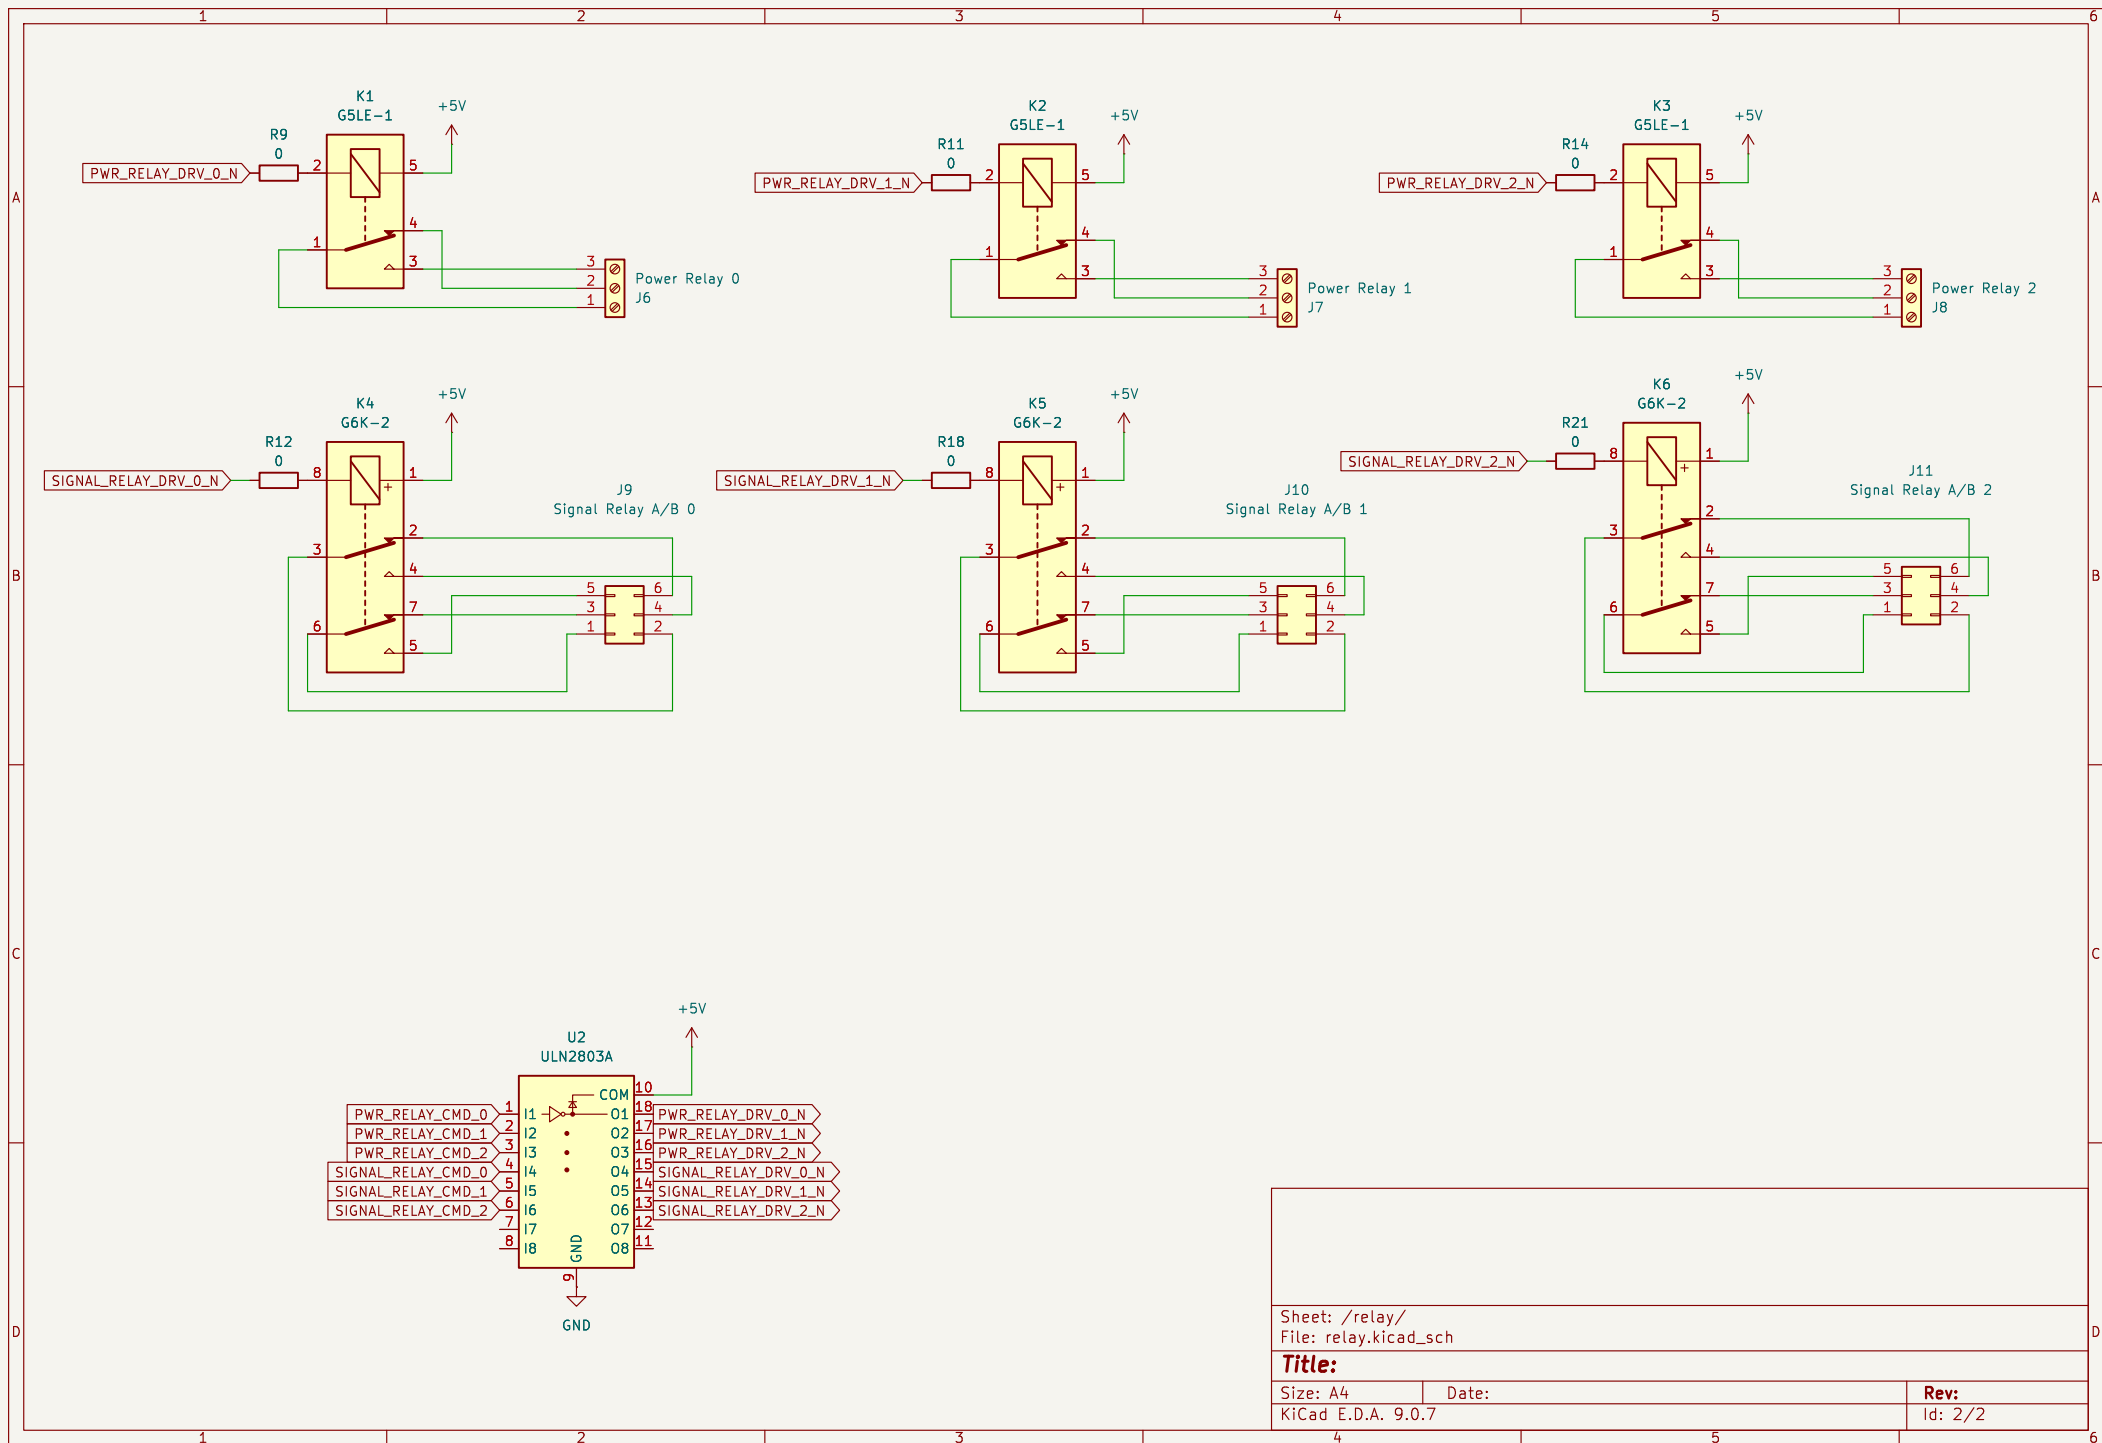 1 2 3 4 5 6
A A
B B
C C
D D
1 2 3 4 5 6
K1
G5LE-1
+5V
R9
0
PWR_RELAY_DRV_0_N
2 5
4
1
3
3
2
1
Power Relay 0
J6
K2
G5LE-1
+5V
R11
0
PWR_RELAY_DRV_1_N
2 5
4
1
3
3
2
1
Power Relay 1
J7
K3
G5LE-1
+5V
R14
0
PWR_RELAY_DRV_2_N
2 5
4
1
3
3
2
1
Power Relay 2
J8
K4
G6K-2
+5V
R12
0
SIGNAL_RELAY_DRV_0_N
8 1
+
2
3
4
7
6
5
J9
Signal Relay A/B 0
5 6
3 4
1 2
K5
G6K-2
+5V
R18
0
SIGNAL_RELAY_DRV_1_N
8 1
+
2
3
4
7
6
5
J10
Signal Relay A/B 1
5 6
3 4
1 2
K6
G6K-2
+5V
R21
0
SIGNAL_RELAY_DRV_2_N
8 1
+
2
3
4
7
6
5
J11
Signal Relay A/B 2
5 6
3 4
1 2
+5V
U2
ULN2803A
COM 10
PWR_RELAY_CMD_0 1 I1 O1 18 PWR_RELAY_DRV_0_N
PWR_RELAY_CMD_1 2 I2 O2 17 PWR_RELAY_DRV_1_N
PWR_RELAY_CMD_2 3 I3 O3 16 PWR_RELAY_DRV_2_N
SIGNAL_RELAY_CMD_0 4 I4 O4 15 SIGNAL_RELAY_DRV_0_N
SIGNAL_RELAY_CMD_1 5 I5 O5 14 SIGNAL_RELAY_DRV_1_N
SIGNAL_RELAY_CMD_2 6 I6 O6 13 SIGNAL_RELAY_DRV_2_N
7 I7 O7 12
8 I8 O8 11
GND
9
GND
Sheet: /relay/
File: relay.kicad_sch
Title:
Size: A4 Date: Rev:
KiCad E.D.A. 9.0.7 Id: 2/2